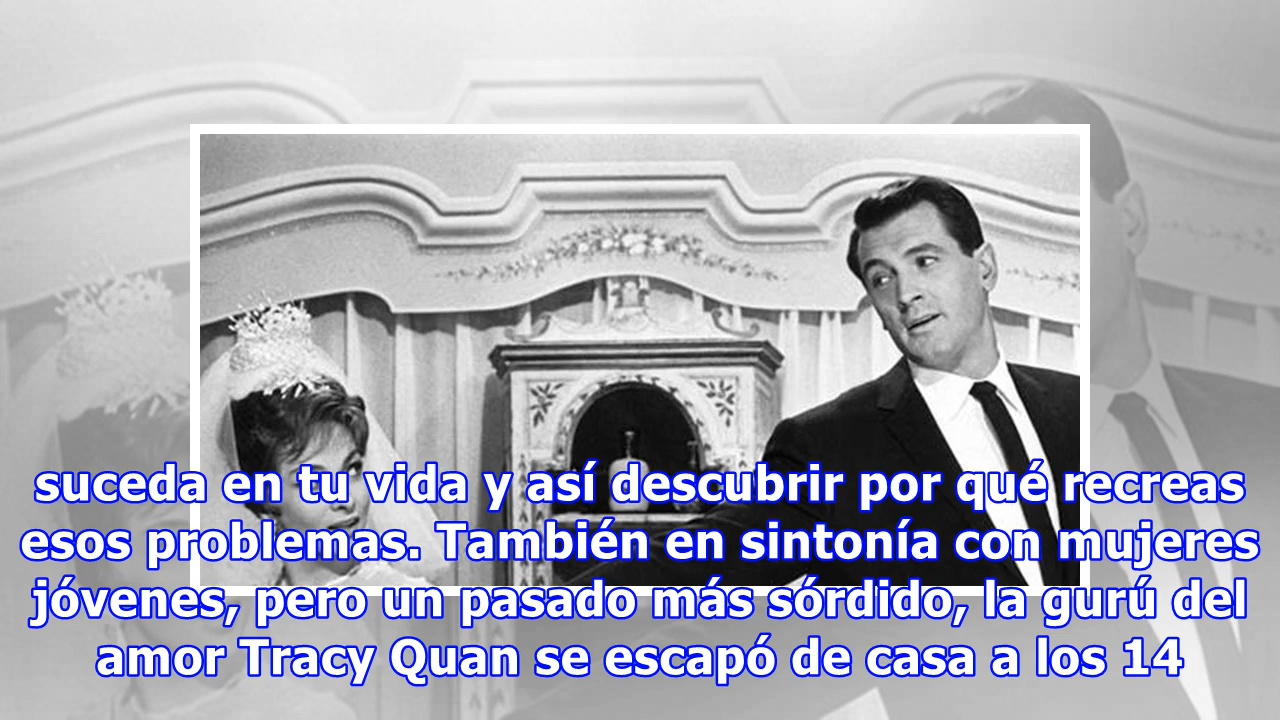 suceda en tu vida y así descubrir por qué recreas
esos problemas. También en sintonía con mujeres
jóvenes, pero un pasado más sórdido, la gurú del
amor Tracy Quan se escapó de casa a los 14